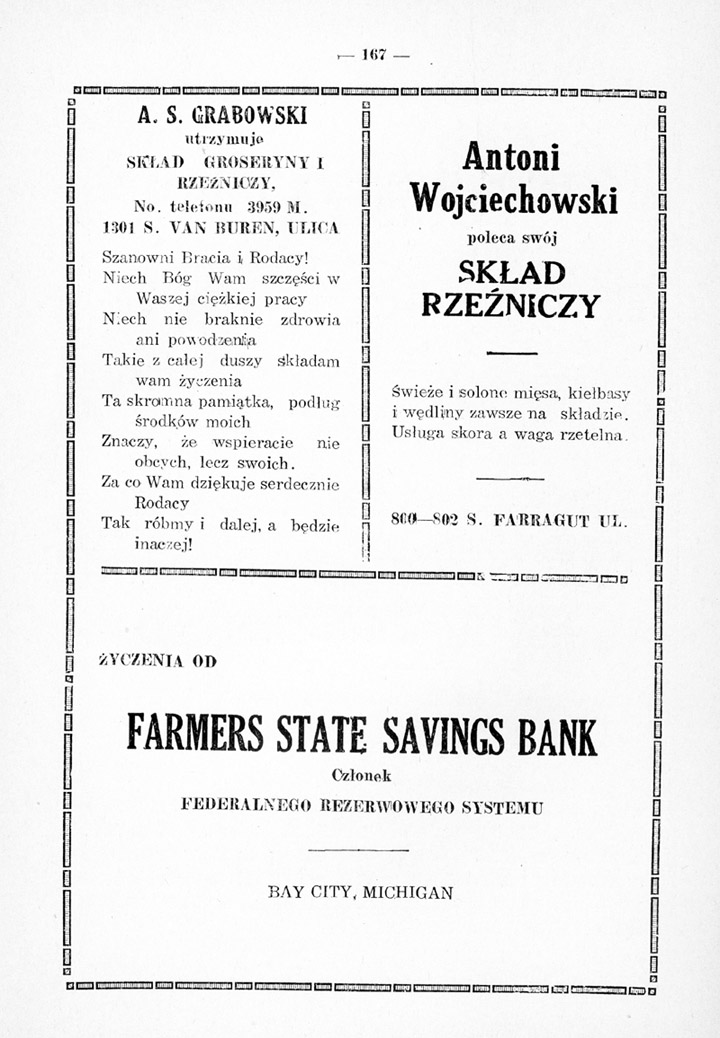 — 167 —
A. S. GRABOWSKI
utrzymuje
SKŁAD GROSERYNY I
RZEŹNICZY,
No. teletonu 3959 M.
1301 S. VAN BUREN, ULICA
Szanowni Bracia i Rodacy!
Niech Bóg Wam szczęści w
Waszej ciężkiej pracy
Niech nie braknie zdrowia
ani powodzenia
Takie z całej duszy składam
wam życzenia
Ta skromna pamiątka, podług
środków moich
Znaczy, że wspieracie nie
obcych, lecz swoich.
Za co Wam dziękuje serdecznie
Rodacy
Tak róbmy i dalej, a będzie
inaczej!
Antoni
Wojciechowski
poleca swój
SKŁAD
RZEŹNICZY
Świeże i solone mięsa, kiełbasy
i wędliny zawsze na składzie.
Usługa skora a waga rzetelna.
800—802 S. FARRAGUT UL.
ŻYCZENIA OD
FARMERS STATE SAVINGS BANK
Członek
FEDERALNEGO REZERWOWEGO SYSTEMU
BAY CITY, MICHIGAN